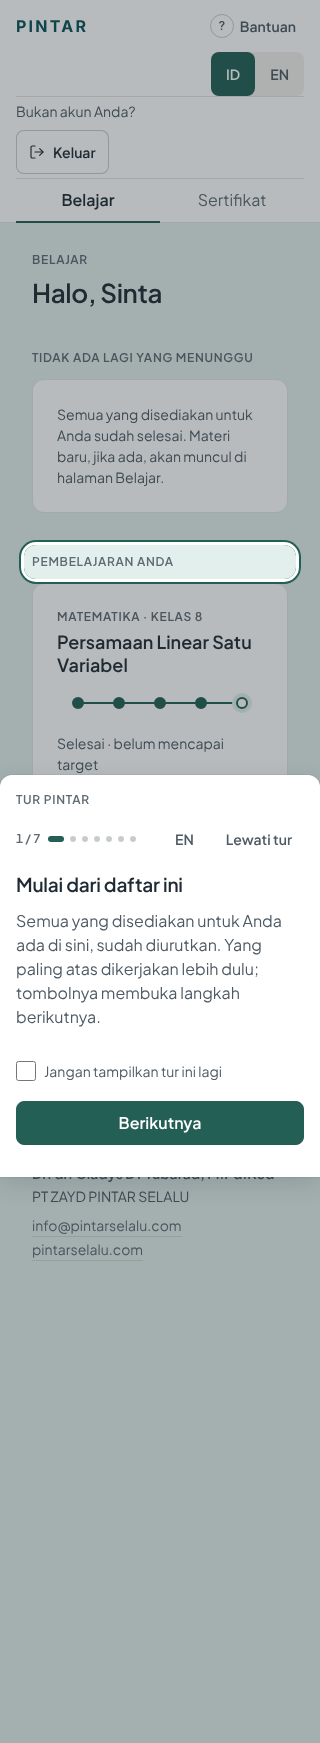 PINTAR
? Bantuan
ID EN
Bukan akun Anda?
Keluar
Belajar Sertifikat
BELAJAR
Halo, Sinta
TIDAK ADA LAGI YANG MENUNGGU
Semua yang disediakan untuk
Anda sudah selesai. Materi
baru, jika ada, akan muncul di
halaman Belajar.
PEMBELAJARAN ANDA
MATEMATIKA · KELAS 8
Persamaan Linear Satu
Variabel
Selesai · belum mencapai
target
TUR PINTAR
1 / 7 EN Lewati tur
Mulai dari daftar ini
Semua yang disediakan untuk Anda
ada di sini, sudah diurutkan. Yang
paling atas dikerjakan lebih dulu;
tombolnya membuka langkah
berikutnya.
Jangan tampilkan tur ini lagi
Berikutnya
PT ZAYD PINTAR SELALU
info@pintarselalu.com
pintarselalu.com